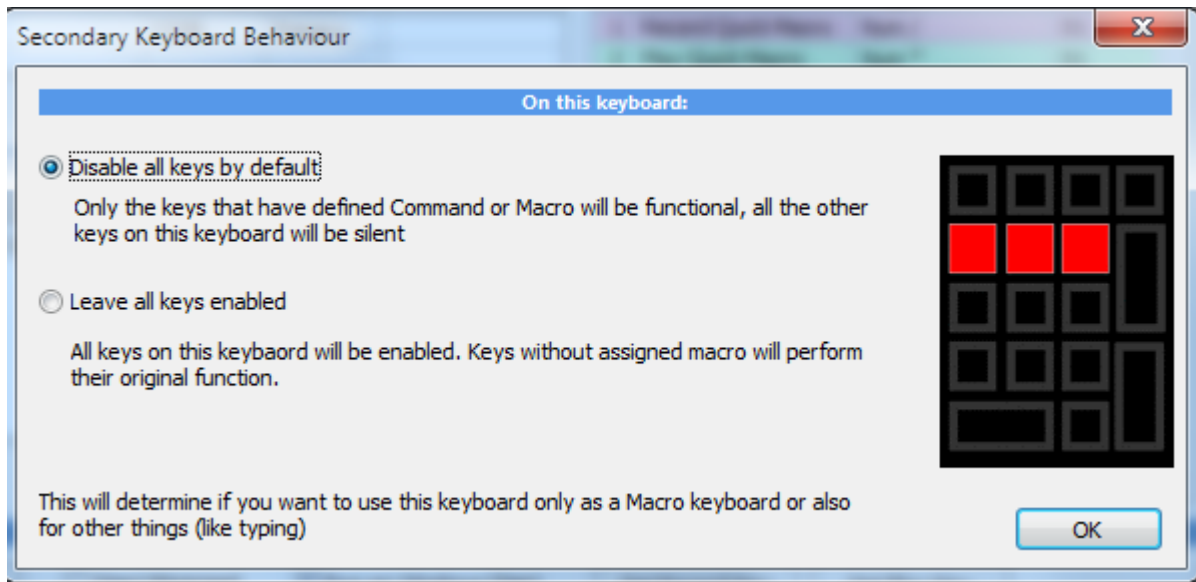 Secondary Keyboard Behaviour
On this keyboard:
Disable all keys by default
Only the keys that have defined Command or Macro will be functional, all the other
keys on this keyboard will be silent
Leave all keys enabled
All keys on this keybaord will be enabled. Keys without assigned macro will perform
their original function.
This will determine if you want to use this keyboard only as a Macro keyboard or also
for other things (like typing)
OK